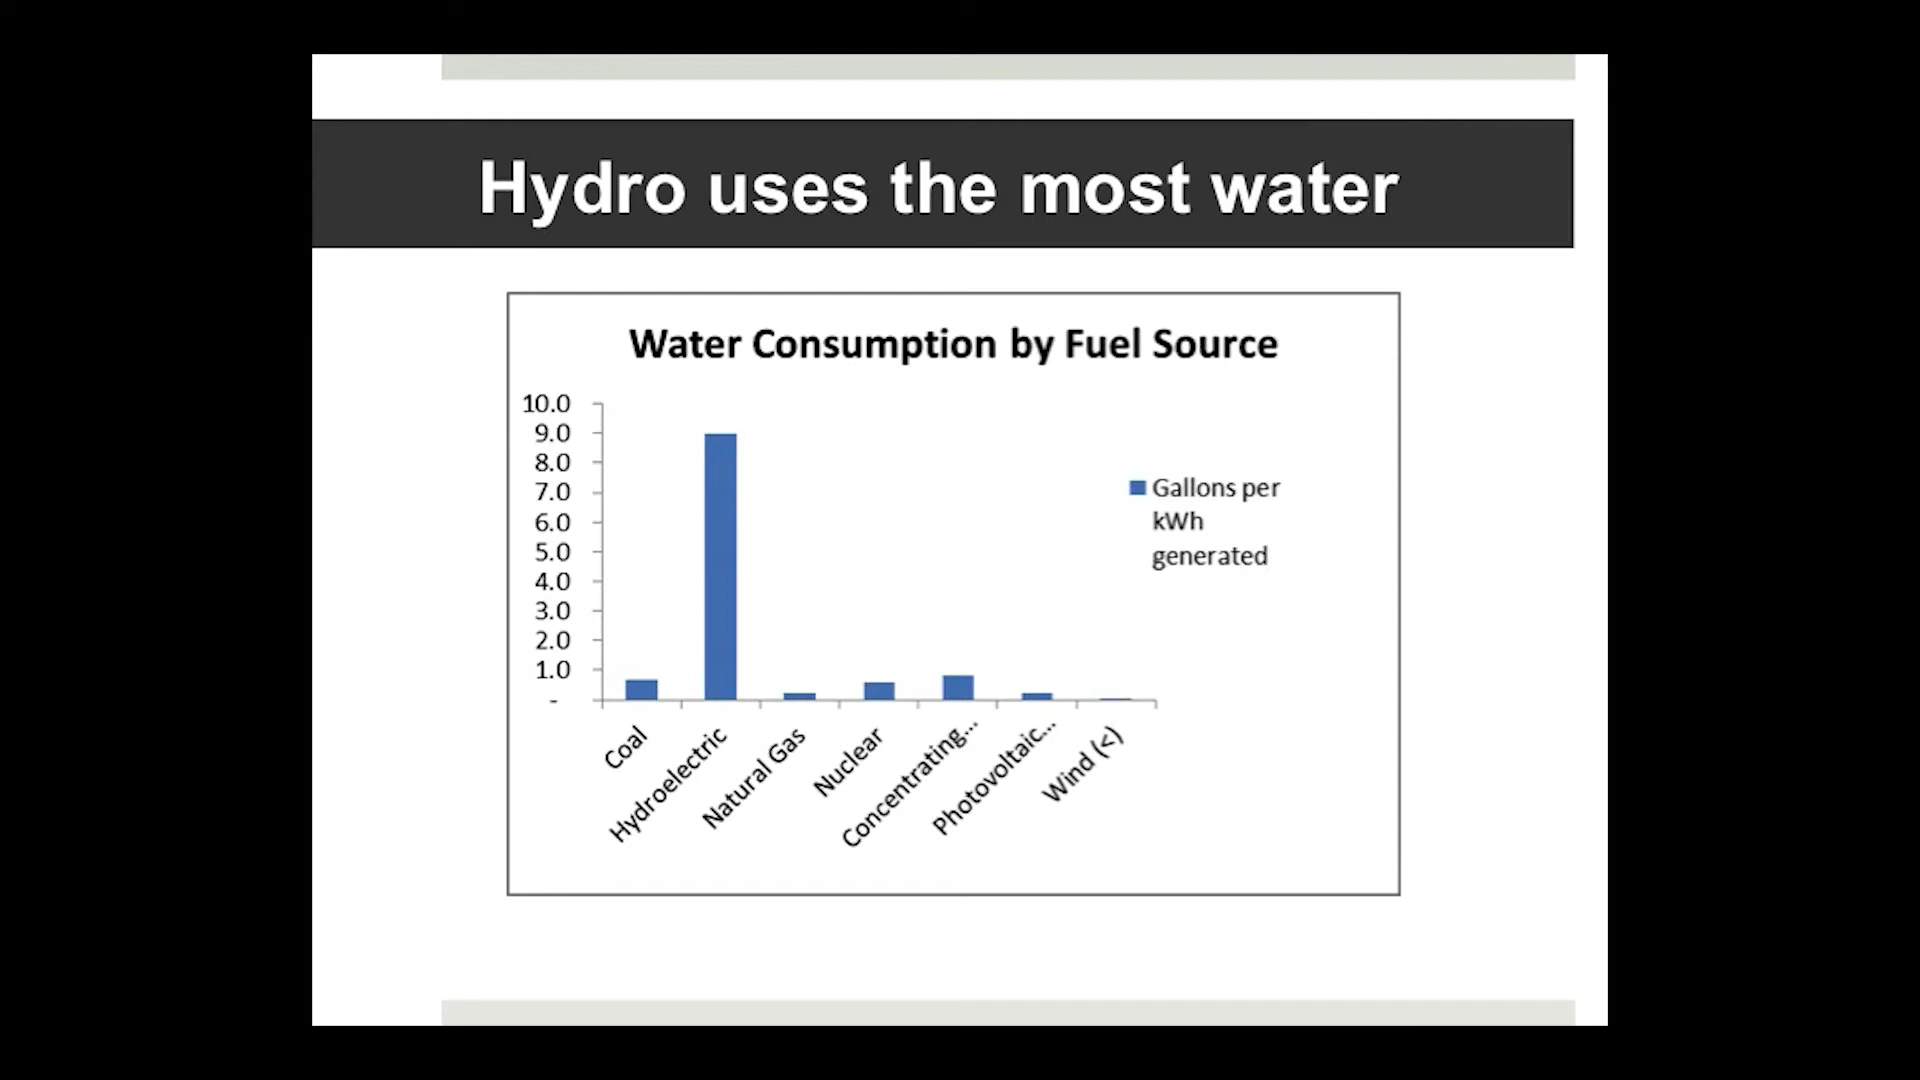 Hydro uses the most water
Water Consumption by Fuel Source
10.0
9.0
8.0
7.0
6.0
5.0
4.0
3.0
2.0
1.0
-
Gallons per
kWh
generated
Coal
Hydroelectric
Natural Gas
Nuclear
Concentrating...
Photovoltaic...
Wind (<)